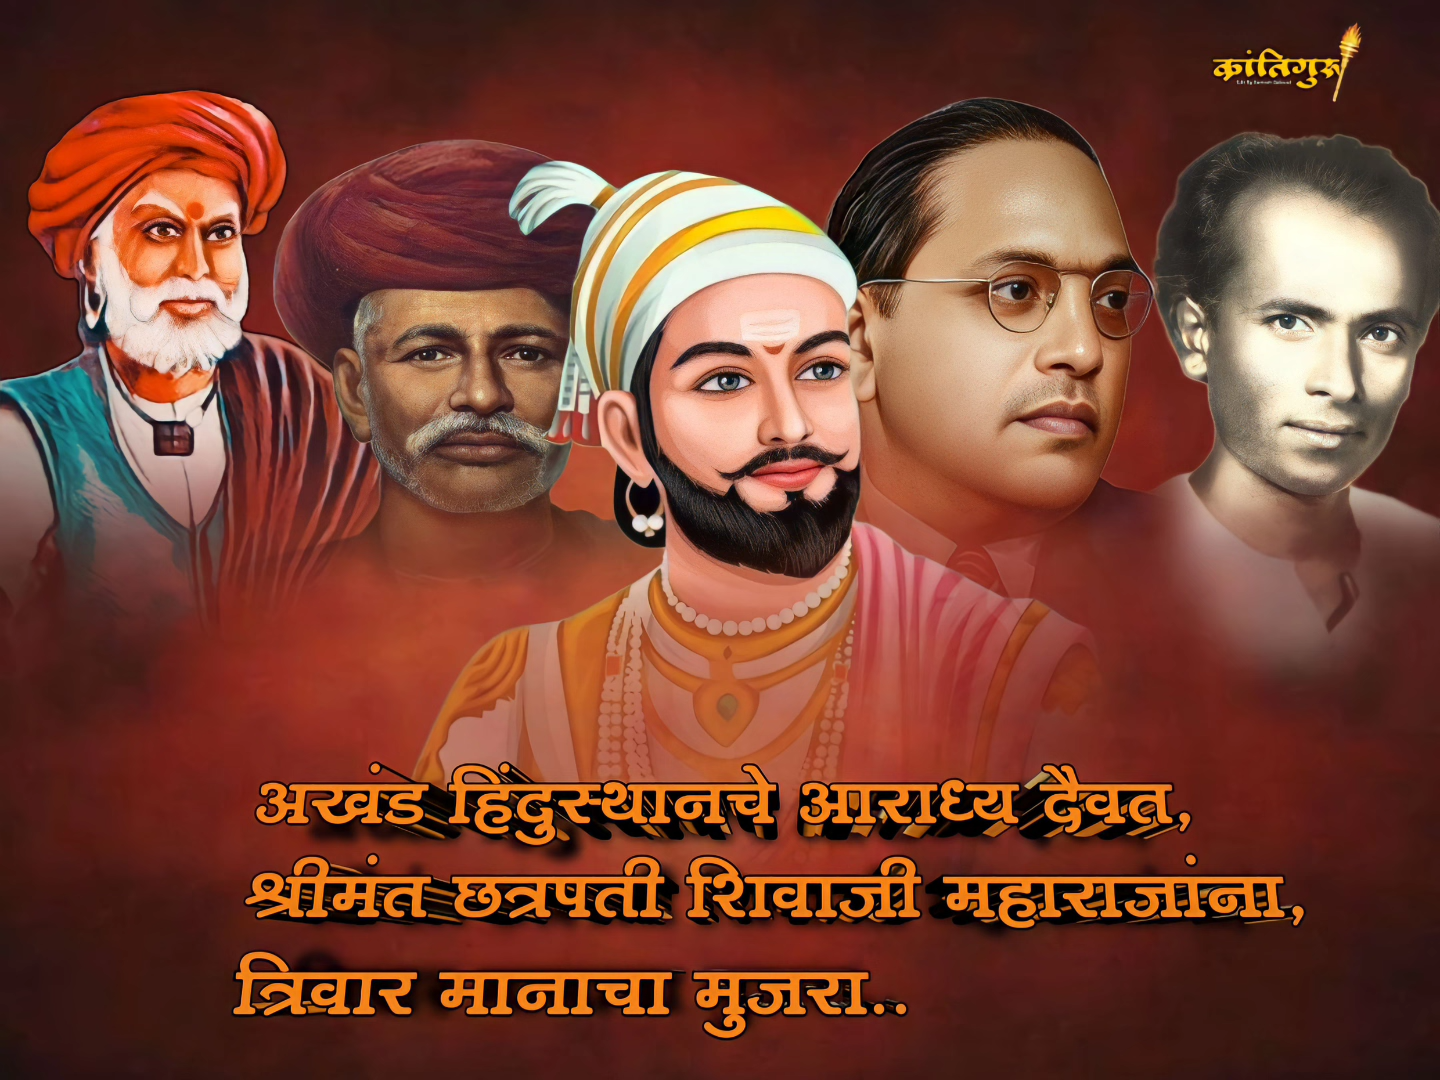 क्रांतिगुरू
अखंड हिंदुस्थानचे आराध्य दैवत,
श्रीमंत छत्रपती शिवाजी महाराजांना,
त्रिवार मानाचा मुजरा..